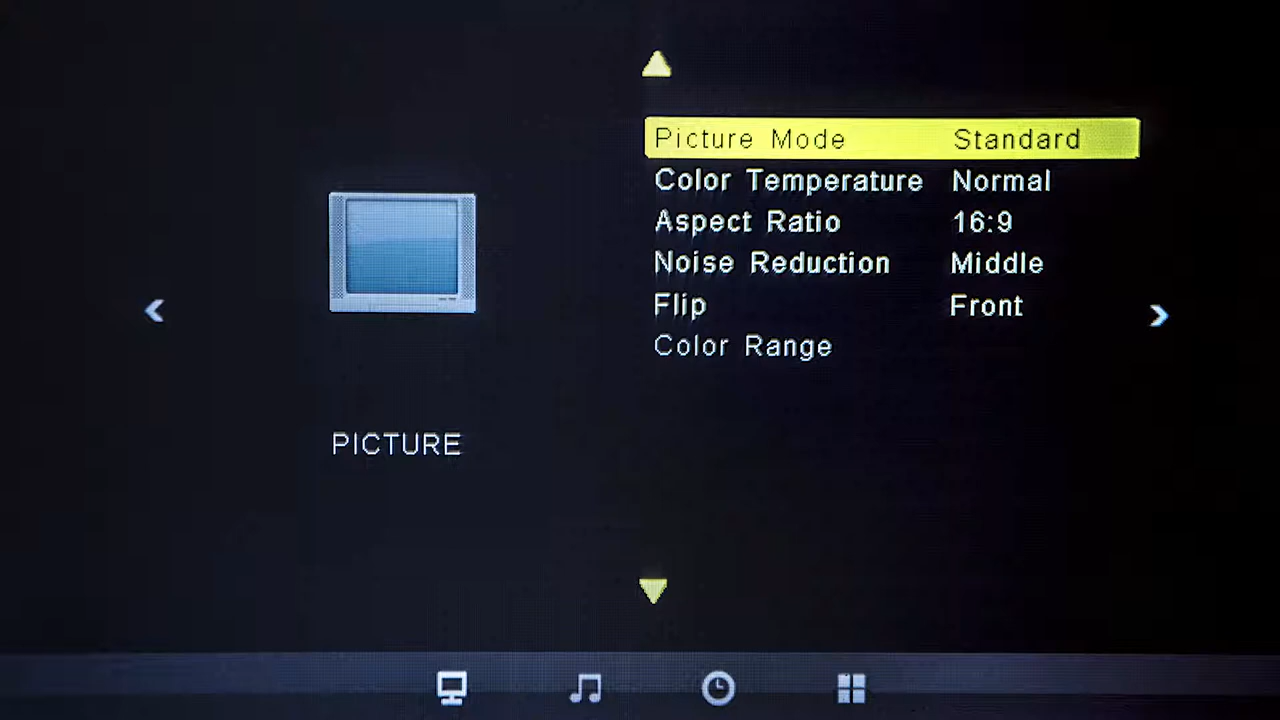 Picture Mode Standard
Color Temperature Normal
Aspect Ratio 16:9
Noise Reduction Middle
Flip Front
Color Range
PICTURE